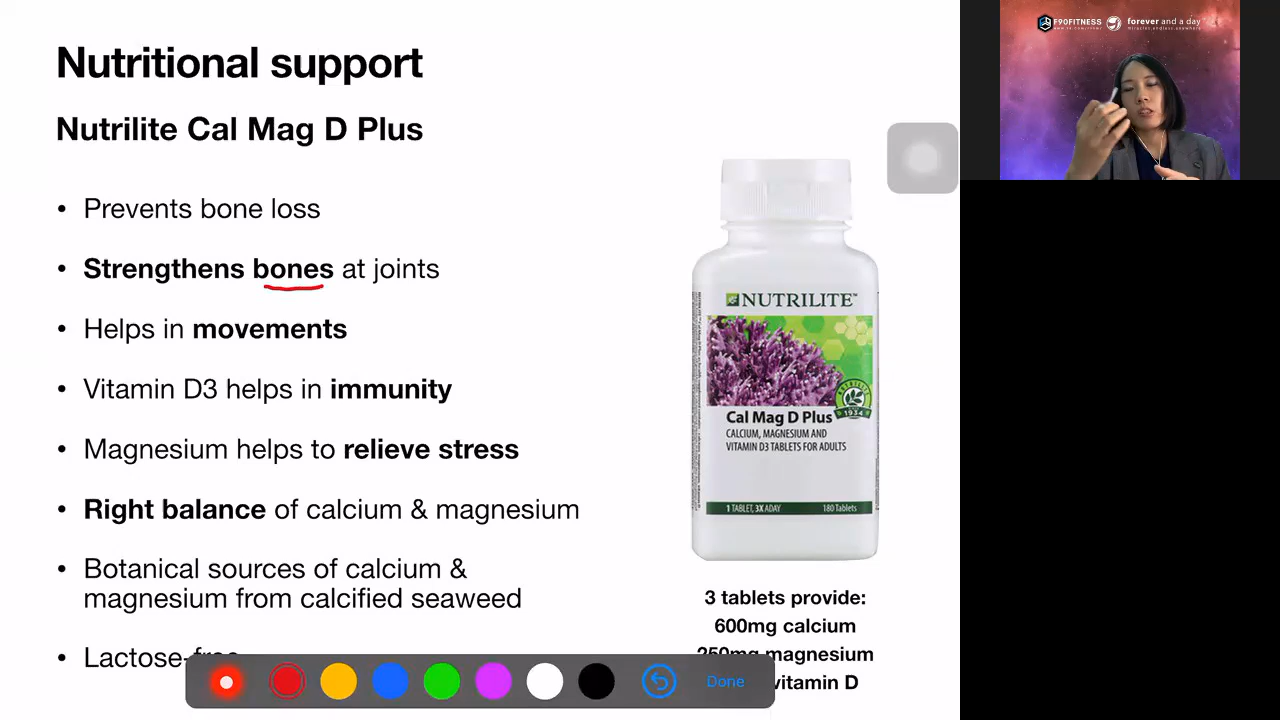 Nutritional support
Nutrilite Cal Mag D Plus
• Prevents bone loss
• Strengthens bones at joints
• Helps in movements
• Vitamin D3 helps in immunity
• Magnesium helps to relieve stress
• Right balance of calcium & magnesium
• Botanical sources of calcium &
magnesium from calcified seaweed
• Lactose-free
NUTRILITE™
NUTRILITE
1934
Cal Mag D Plus
CALCIUM, MAGNESIUM AND
VITAMIN D3 TABLETS FOR ADULTS
1 TABLET, 3X A DAY 180 Tablets
3 tablets provide:
600mg calcium
250mg magnesium
vitamin D
Done
F90FITNESS
forever and a day